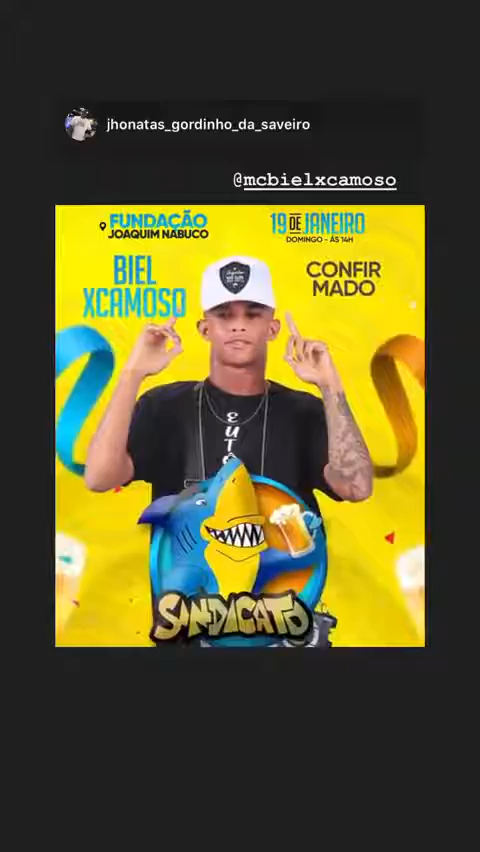 jhonatas_gordinho_da_saveiro
@mcbielxcamoso
FUNDAÇÃO
JOAQUIM NABUCO
19 DE JANEIRO
DOMINGO - ÀS 14H
BIEL
XCAMOSO
CONFIR
MADO
SINDICATO